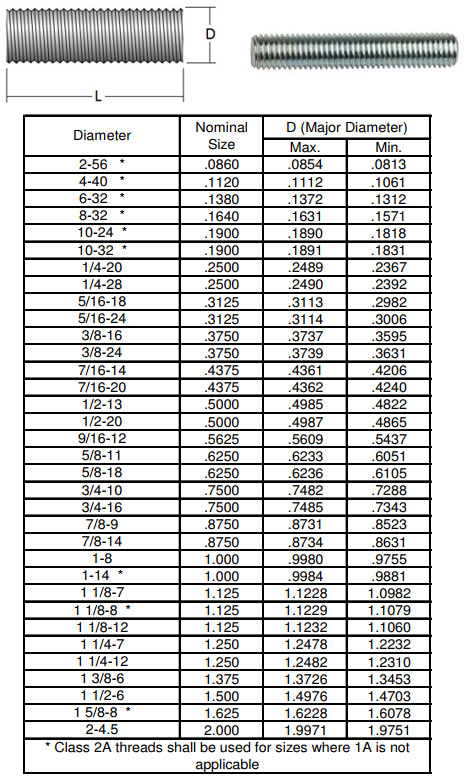 D
L
Diameter Nominal Size D (Major Diameter)
Max. Min.
2-56 * .0860 .0854 .0813
4-40 * .1120 .1112 .1061
6-32 * .1380 .1372 .1312
8-32 * .1640 .1631 .1571
10-24 * .1900 .1890 .1818
10-32 * .1900 .1891 .1831
1/4-20 .2500 .2489 .2367
1/4-28 .2500 .2490 .2392
5/16-18 .3125 .3113 .2982
5/16-24 .3125 .3114 .3006
3/8-16 .3750 .3737 .3595
3/8-24 .3750 .3739 .3631
7/16-14 .4375 .4361 .4206
7/16-20 .4375 .4362 .4240
1/2-13 .5000 .4985 .4822
1/2-20 .5000 .4987 .4865
9/16-12 .5625 .5609 .5437
5/8-11 .6250 .6233 .6051
5/8-18 .6250 .6236 .6105
3/4-10 .7500 .7482 .7288
3/4-16 .7500 .7485 .7343
7/8-9 .8750 .8731 .8523
7/8-14 .8750 .8734 .8631
1-8 1.000 .9980 .9755
1-14 * 1.000 .9984 .9881
1 1/8-7 1.125 1.1228 1.0982
1 1/8-8 * 1.125 1.1229 1.1079
1 1/8-12 1.125 1.1232 1.1060
1 1/4-7 1.250 1.2478 1.2232
1 1/4-12 1.250 1.2482 1.2310
1 3/8-6 1.375 1.3726 1.3453
1 1/2-6 1.500 1.4976 1.4703
1 5/8-8 * 1.625 1.6228 1.6078
2-4.5 2.000 1.9971 1.9751
* Class 2A threads shall be used for sizes where 1A is not
applicable